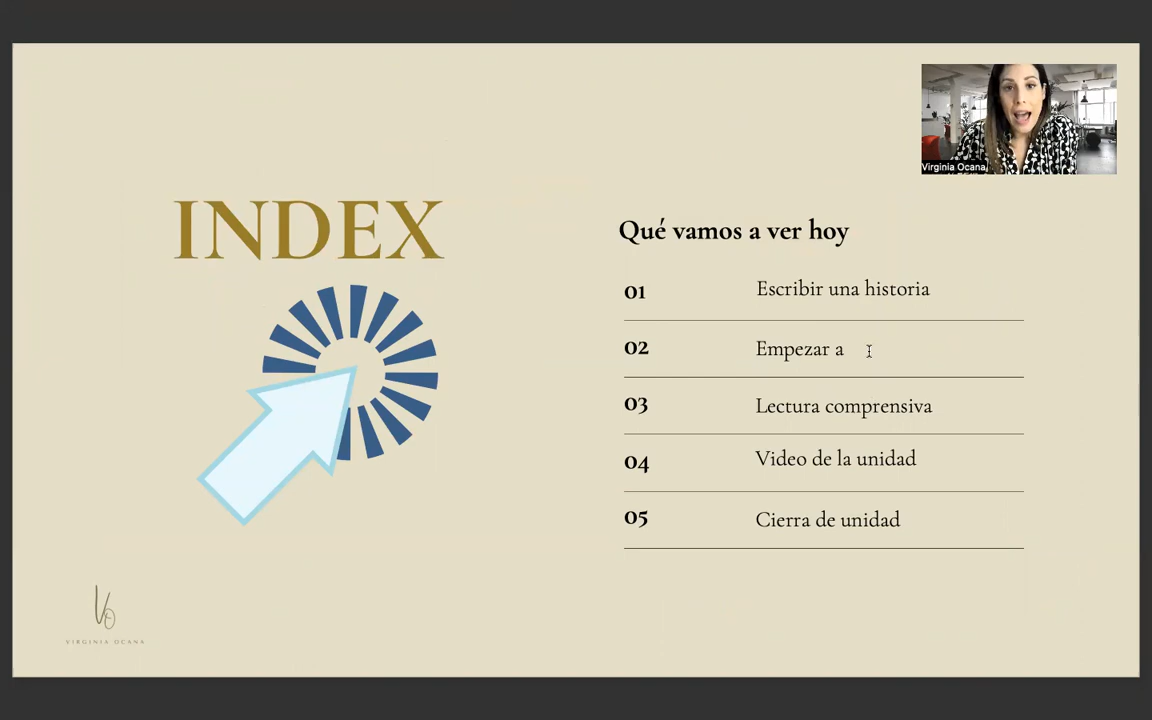 Virginia Ocana
INDEX
Qué vamos a ver hoy
01 Escribir una historia
02 Empezar a
03 Lectura comprensiva
04 Video de la unidad
05 Cierra de unidad
VO
VIRGINIA OCANA